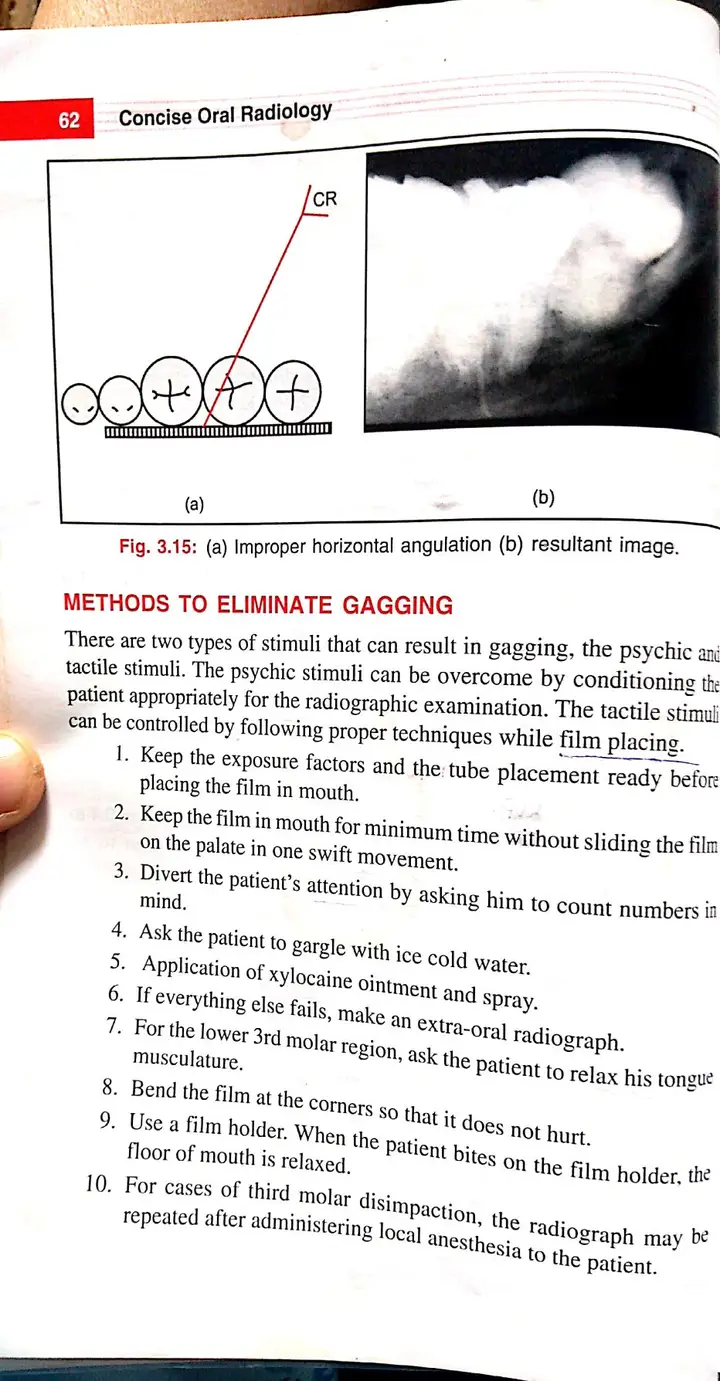 62 Concise Oral Radiology
CR
(a) (b)
Fig. 3.15: (a) Improper horizontal angulation (b) resultant image.
METHODS TO ELIMINATE GAGGING
There are two types of stimuli that can result in gagging, the psychic and
tactile stimuli. The psychic stimuli can be overcome by conditioning the
patient appropriately for the radiographic examination. The tactile stimuli
can be controlled by following proper techniques while film placing.
1. Keep the exposure factors and the tube placement ready before
placing the film in mouth.
2. Keep the film in mouth for minimum time without sliding the film
on the palate in one swift movement.
3. Divert the patient's attention by asking him to count numbers in
mind.
4. Ask the patient to gargle with ice cold water.
5. Application of xylocaine ointment and spray.
6. If everything else fails, make an extra-oral radiograph.
7. For the lower 3rd molar region, ask the patient to relax his tongue
musculature.
8. Bend the film at the corners so that it does not hurt.
9. Use a film holder. When the patient bites on the film holder, the
floor of mouth is relaxed.
10. For cases of third molar disimpaction, the radiograph may be
repeated after administering local anesthesia to the patient.